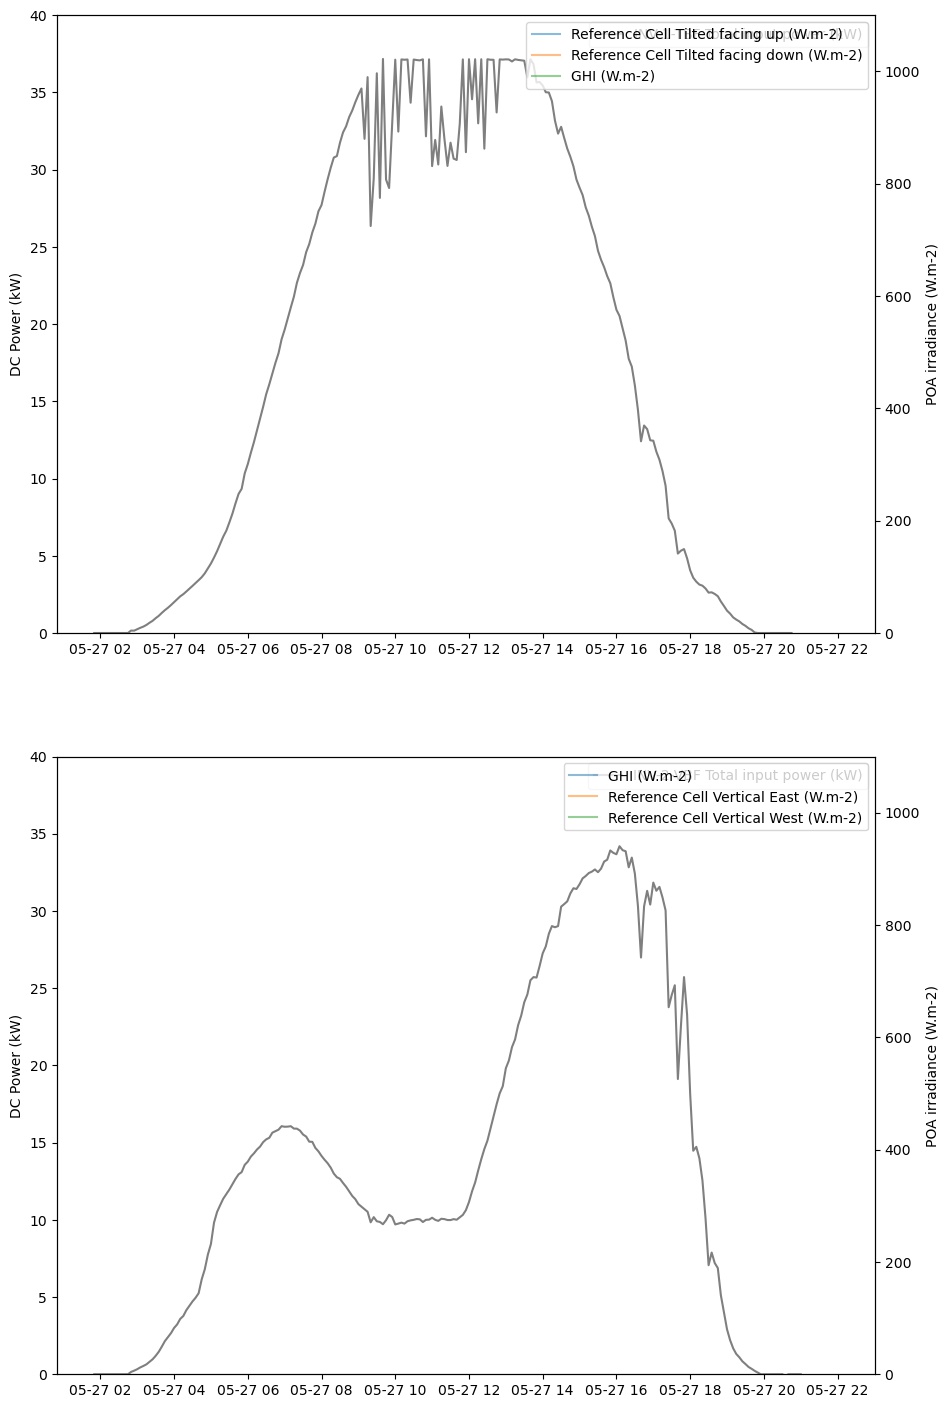 40
35
30
25
20
15
10
5
0
DC Power (kW)
Reference Cell Tilted facing up (W.m-2)
Reference Cell Tilted facing down (W.m-2)
GHI (W.m-2)
1000
800
600
400
200
0
POA irradiance (W.m-2)
05-27 02 05-27 04 05-27 06 05-27 08 05-27 10 05-27 12 05-27 14 05-27 16 05-27 18 05-27 20 05-27 22
40
35
30
25
20
15
10
5
0
DC Power (kW)
GHI (W.m-2)
Total input power (kW)
Reference Cell Vertical East (W.m-2)
Reference Cell Vertical West (W.m-2)
1000
800
600
400
200
0
POA irradiance (W.m-2)
05-27 02 05-27 04 05-27 06 05-27 08 05-27 10 05-27 12 05-27 14 05-27 16 05-27 18 05-27 20 05-27 22